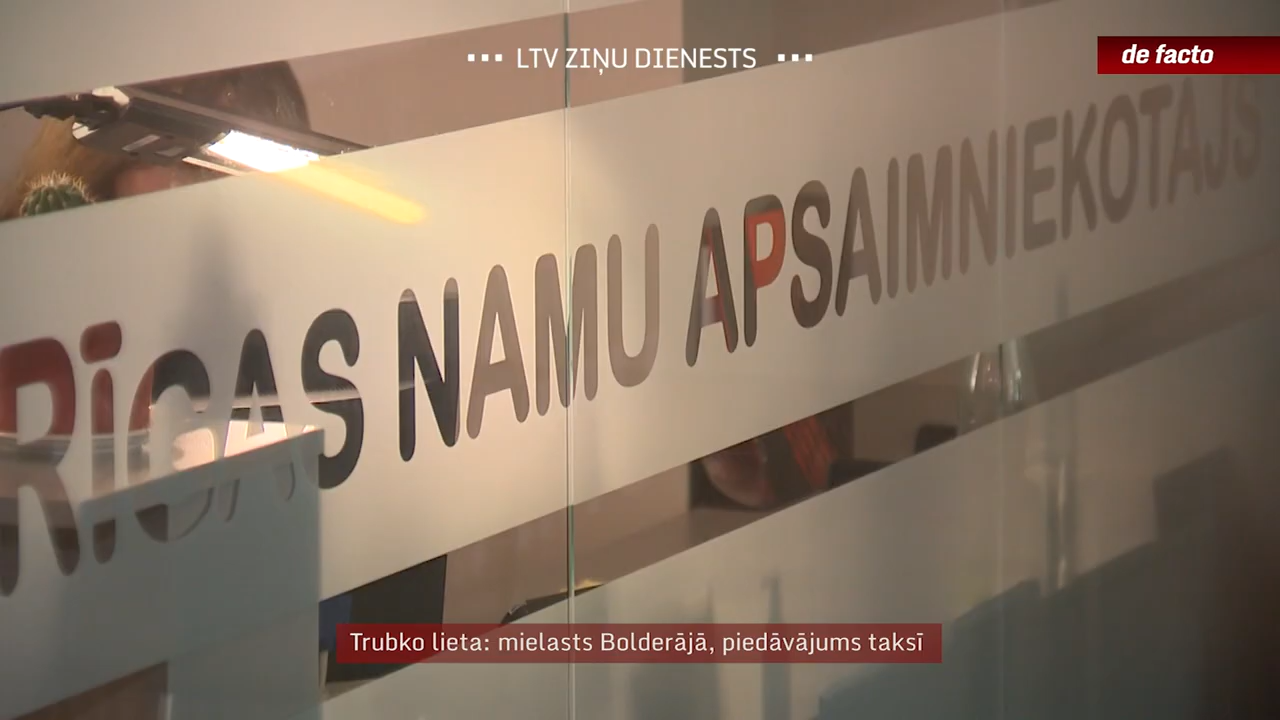 LTV ZIŅU DIENESTS
de facto
RĪGAS NAMU APSAIMNIEKOTĀJS
Trubko lieta: mielasts Bolderājā, piedāvājums taksī